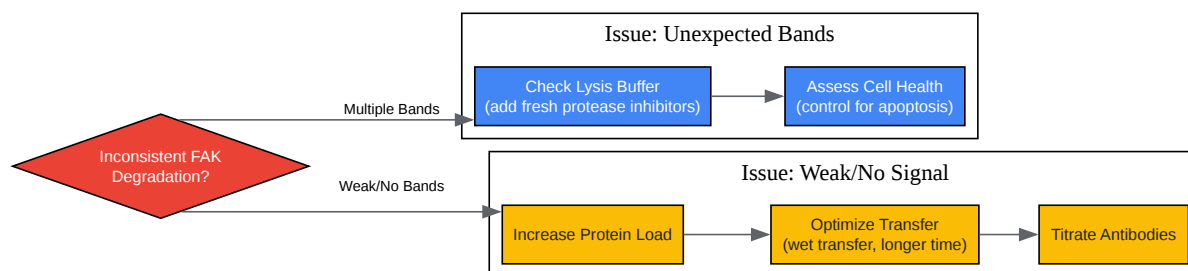 Issue: Unexpected Bands
Check Lysis Buffer
(add fresh protease inhibitors)
Assess Cell Health
(control for apoptosis)
Multiple Bands
Inconsistent FAK
Degradation?
Weak/No Bands
Issue: Weak/No Signal
Increase Protein Load
Optimize Transfer
(wet transfer, longer time)
Titrate Antibodies